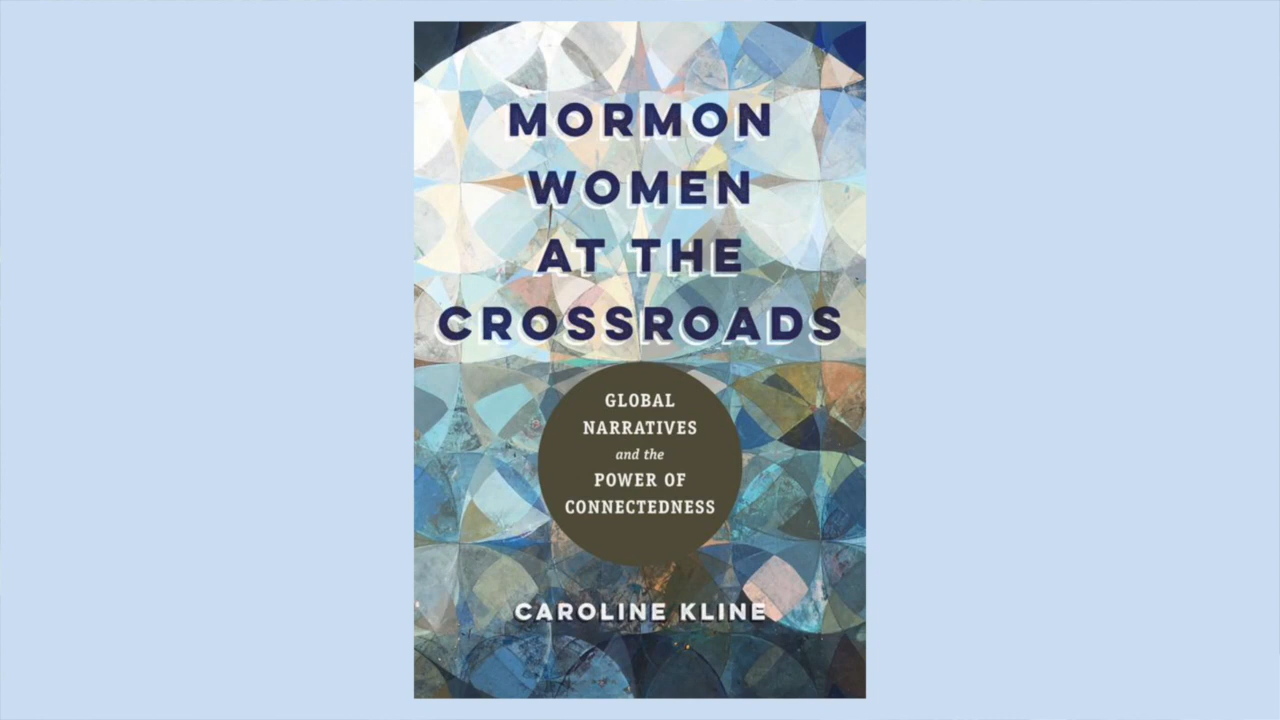 MORMON
WOMEN
AT THE
CROSSROADS
GLOBAL
NARRATIVES
and the
POWER OF
CONNECTEDNESS
CAROLINE KLINE